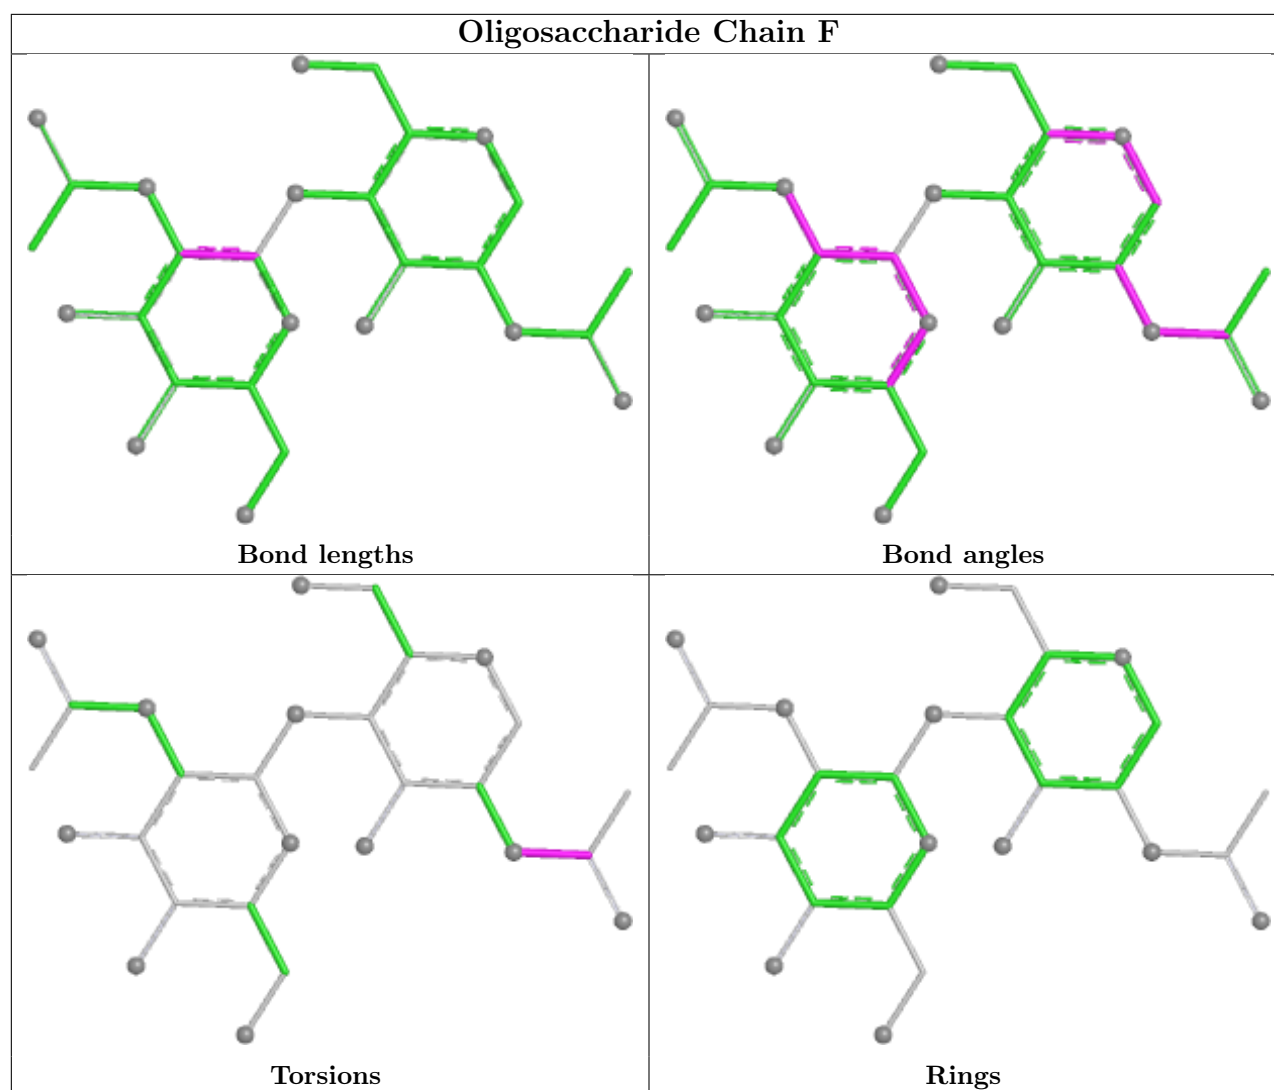 Oligosaccharide Chain F
Bond lengths
Bond angles
Torsions
Rings